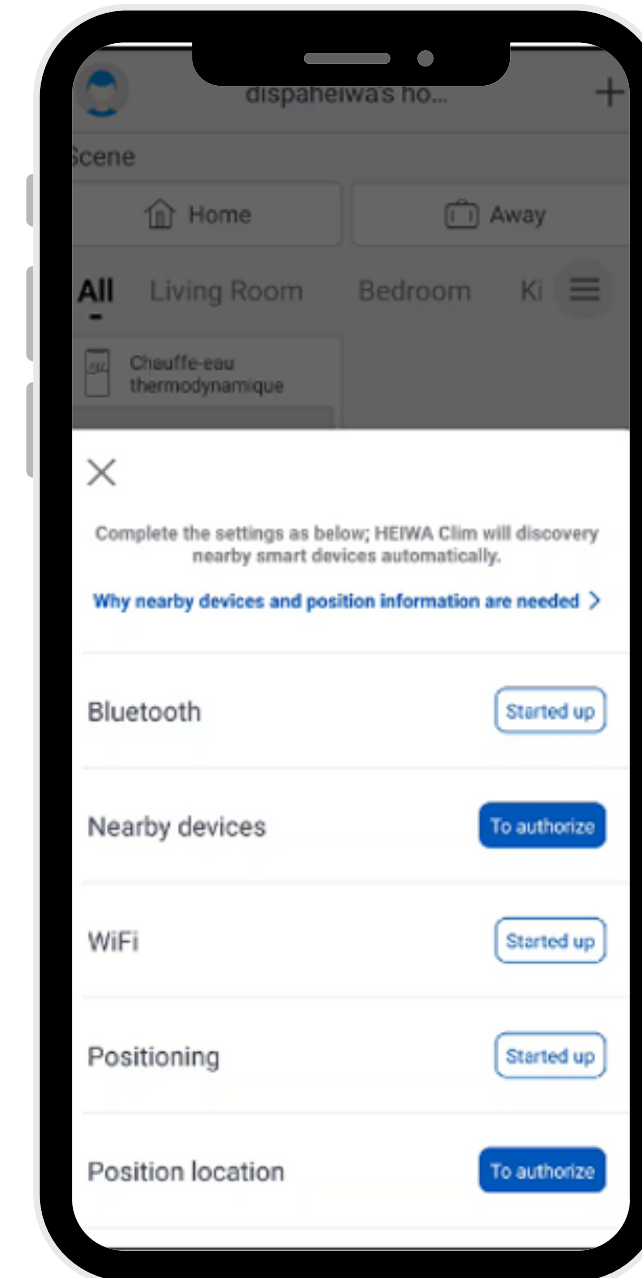 dispaheiwa's ho...
Scene
Home
Away
All Living Room Bedroom Ki
Chauffe-eau
thermodynamique
Complete the settings as below; HEIWA Clim will discovery
nearby smart devices automatically.
Why nearby devices and position information are needed >
Bluetooth
Started up
Nearby devices
To authorize
WiFi
Started up
Positioning
Started up
Position location
To authorize